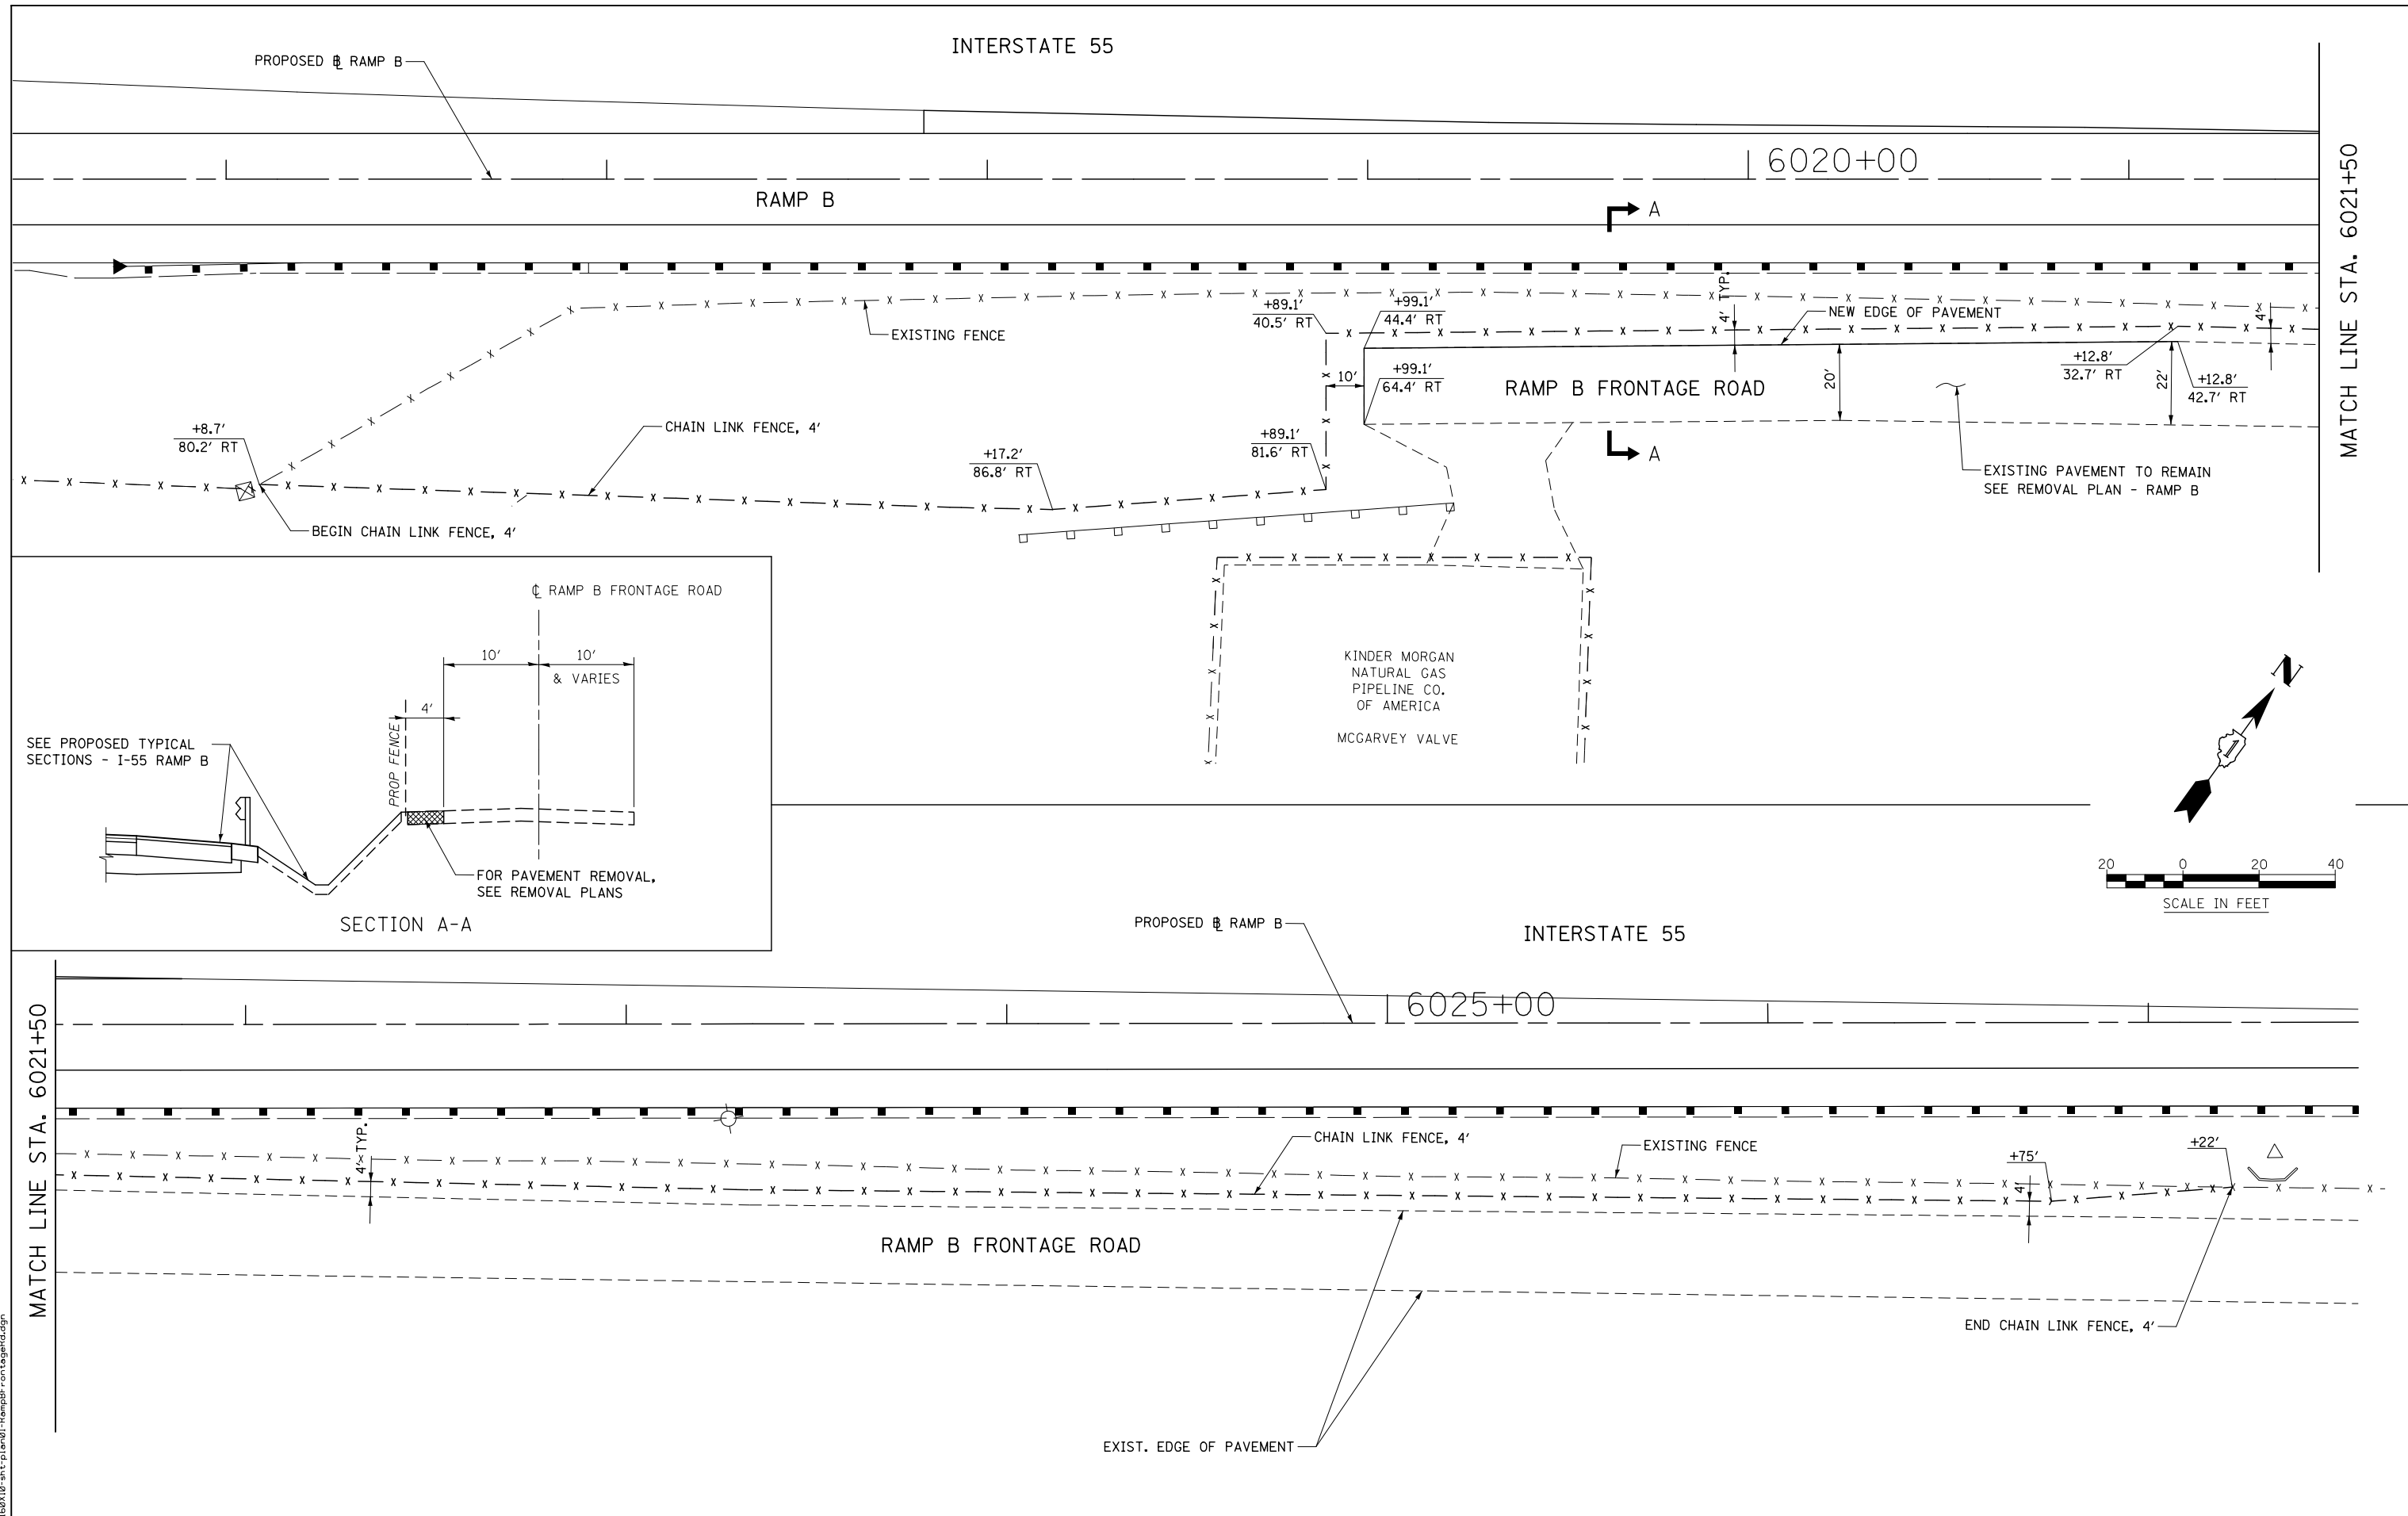 INTERSTATE 55
PROPOSED ℄ RAMP B
6020+00
RAMP B
A
MATCH LINE STA. 6021+50
+89.1'
40.5' RT
+99.1'
44.4' RT
4' TYP.
NEW EDGE OF PAVEMENT
4'
EXISTING FENCE
10'
+99.1'
64.4' RT
RAMP B FRONTAGE ROAD
20'
+12.8'
32.7' RT
22'
+12.8'
42.7' RT
+8.7'
80.2' RT
CHAIN LINK FENCE, 4'
+17.2'
86.8' RT
+89.1'
81.6' RT
A
EXISTING PAVEMENT TO REMAIN
SEE REMOVAL PLAN - RAMP B
BEGIN CHAIN LINK FENCE, 4'
℄ RAMP B FRONTAGE ROAD
10'
10'
& VARIES
4'
PROP FENCE
SEE PROPOSED TYPICAL
SECTIONS - I-55 RAMP B
FOR PAVEMENT REMOVAL,
SEE REMOVAL PLANS
SECTION A-A
KINDER MORGAN
NATURAL GAS
PIPELINE CO.
OF AMERICA
MCGARVEY VALVE
N
20 0 20 40
SCALE IN FEET
PROPOSED ℄ RAMP B
INTERSTATE 55
6025+00
MATCH LINE STA. 6021+50
4' TYP.
CHAIN LINK FENCE, 4'
EXISTING FENCE
+75'
+22'
4'
RAMP B FRONTAGE ROAD
END CHAIN LINK FENCE, 4'
EXIST. EDGE OF PAVEMENT